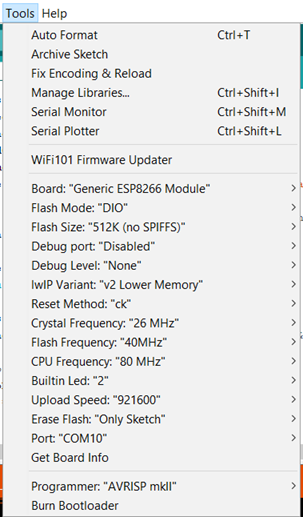 Tools Help
Auto Format Ctrl+T
Archive Sketch
Fix Encoding & Reload
Manage Libraries... Ctrl+Shift+I
Serial Monitor Ctrl+Shift+M
Serial Plotter Ctrl+Shift+L
WiFi101 Firmware Updater
Board: "Generic ESP8266 Module"
Flash Mode: "DIO"
Flash Size: "512K (no SPIFFS)"
Debug port: "Disabled"
Debug Level: "None"
lwIP Variant: "v2 Lower Memory"
Reset Method: "ck"
Crystal Frequency: "26 MHz"
Flash Frequency: "40MHz"
CPU Frequency: "80 MHz"
Builtin Led: "2"
Upload Speed: "921600"
Erase Flash: "Only Sketch"
Port: "COM10"
Get Board Info
Programmer: "AVRISP mkII"
Burn Bootloader